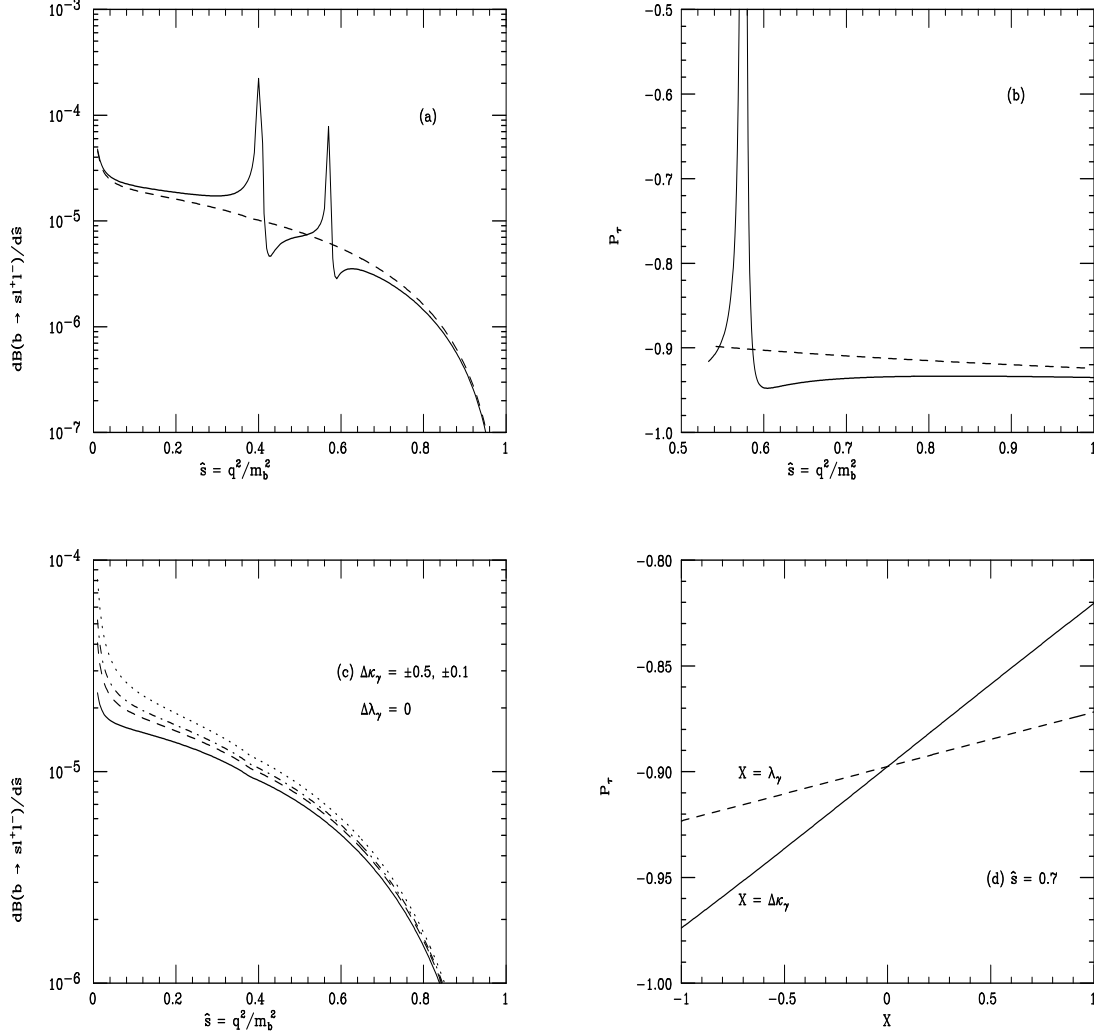 10⁻³
10⁻⁴
10⁻⁵
10⁻⁶
10⁻⁷
dB(b → sl⁺l⁻)/dŝ
(a)
0 0.2 0.4 0.6 0.8 1
ŝ = q²/m_b²
-0.5
-0.6
-0.7
-0.8
-0.9
-1.0
P_τ
(b)
0.5 0.6 0.7 0.8 0.9 1
ŝ = q²/m_b²
10⁻⁴
10⁻⁵
10⁻⁶
dB(b → sl⁺l⁻)/dŝ
(c) Δκ_γ = ±0.5, ±0.1
Δλ_γ = 0
0 0.2 0.4 0.6 0.8 1
ŝ = q²/m_b²
-0.80
-0.85
-0.90
-0.95
-1.00
P_τ
X = λ_γ
(d) ŝ = 0.7
X = Δκ_γ
-1 -0.5 0 0.5 1
X